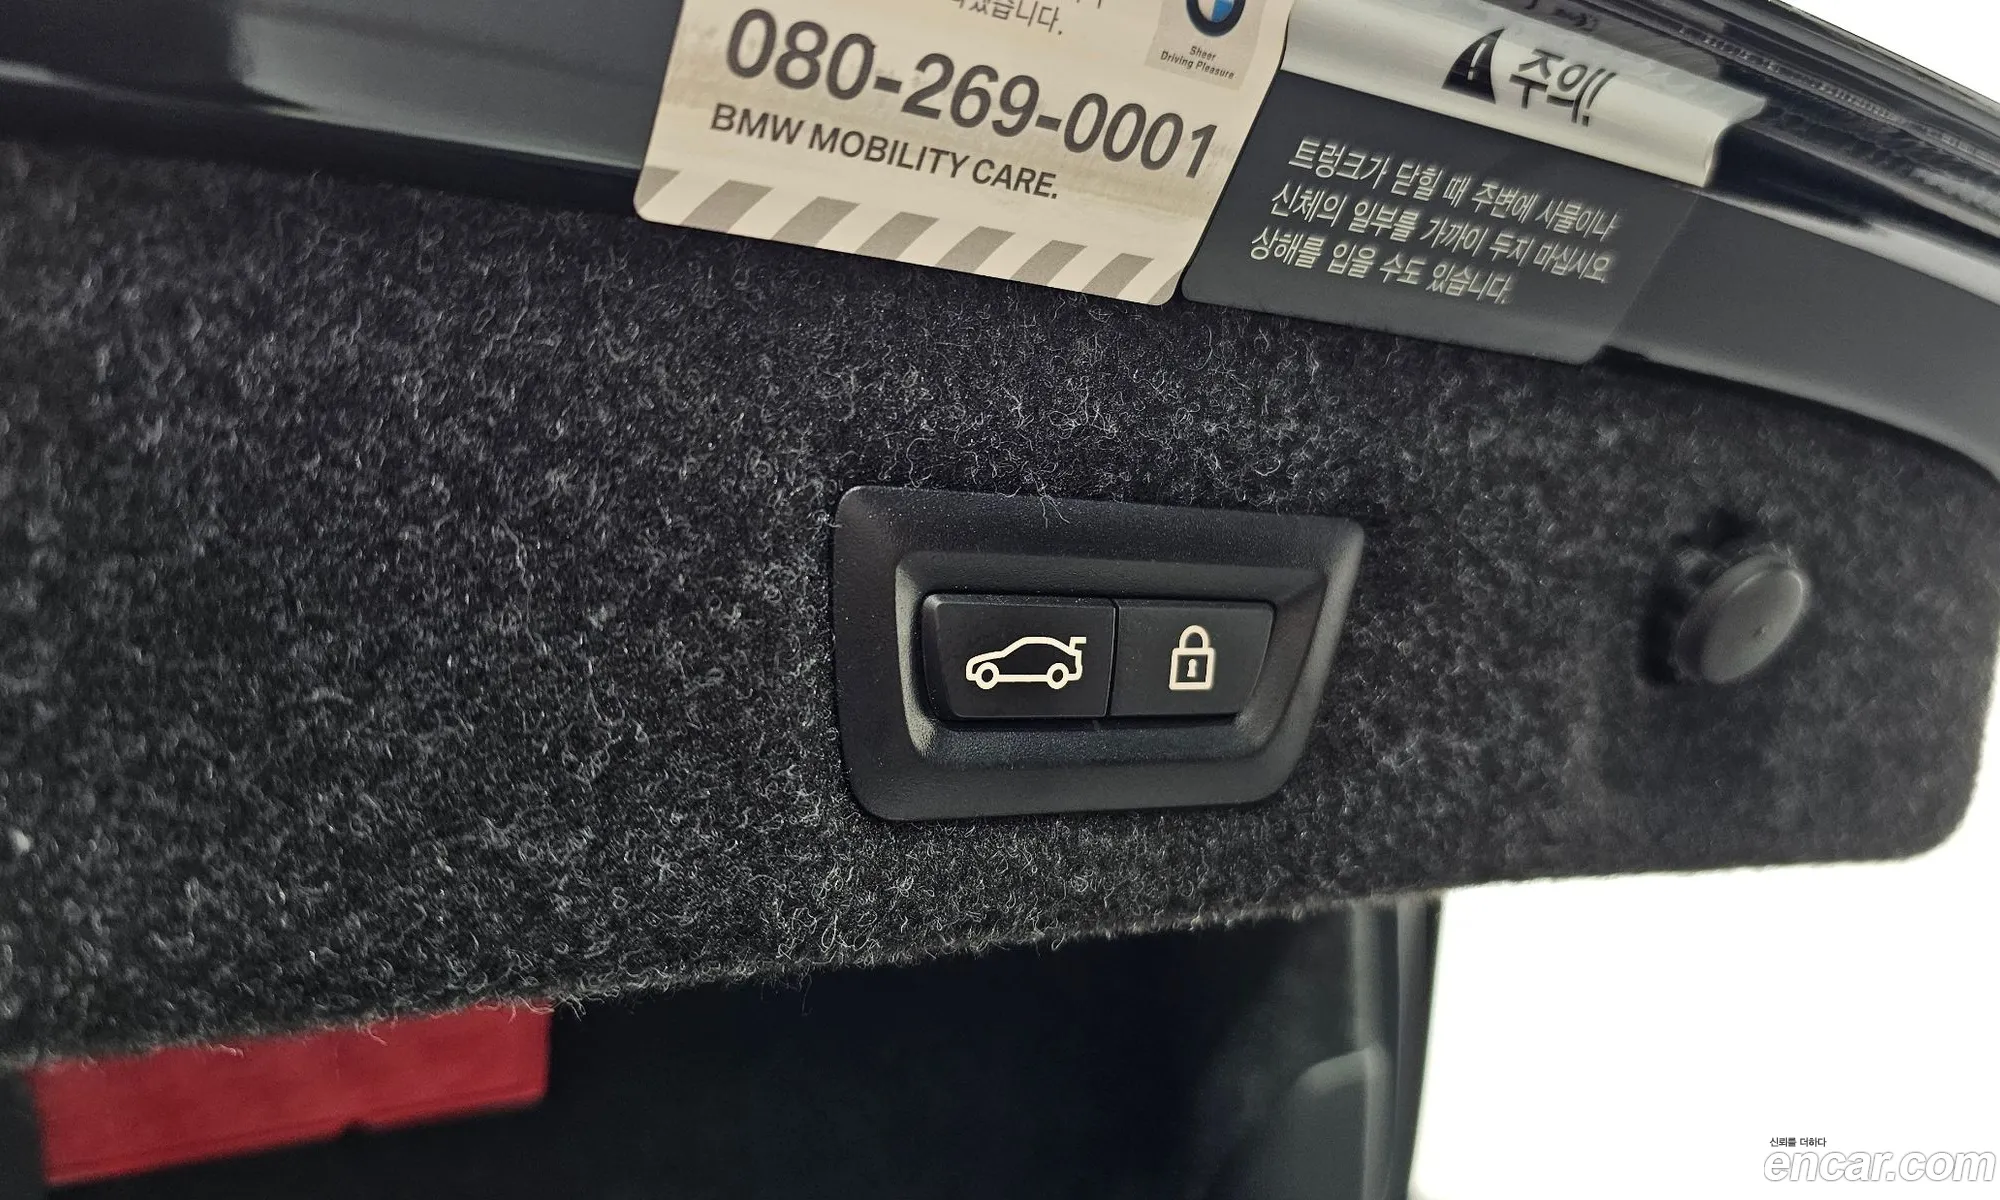 080-269-0001
BMW MOBILITY CARE.
Sheer
Driving Pleasure
주의!
트렁크가 닫힐 때 주변에 사물이나
신체의 일부를 가까이 두지 마십시오.
상해를 입을 수도 있습니다.
신뢰를 더하다
encar.com